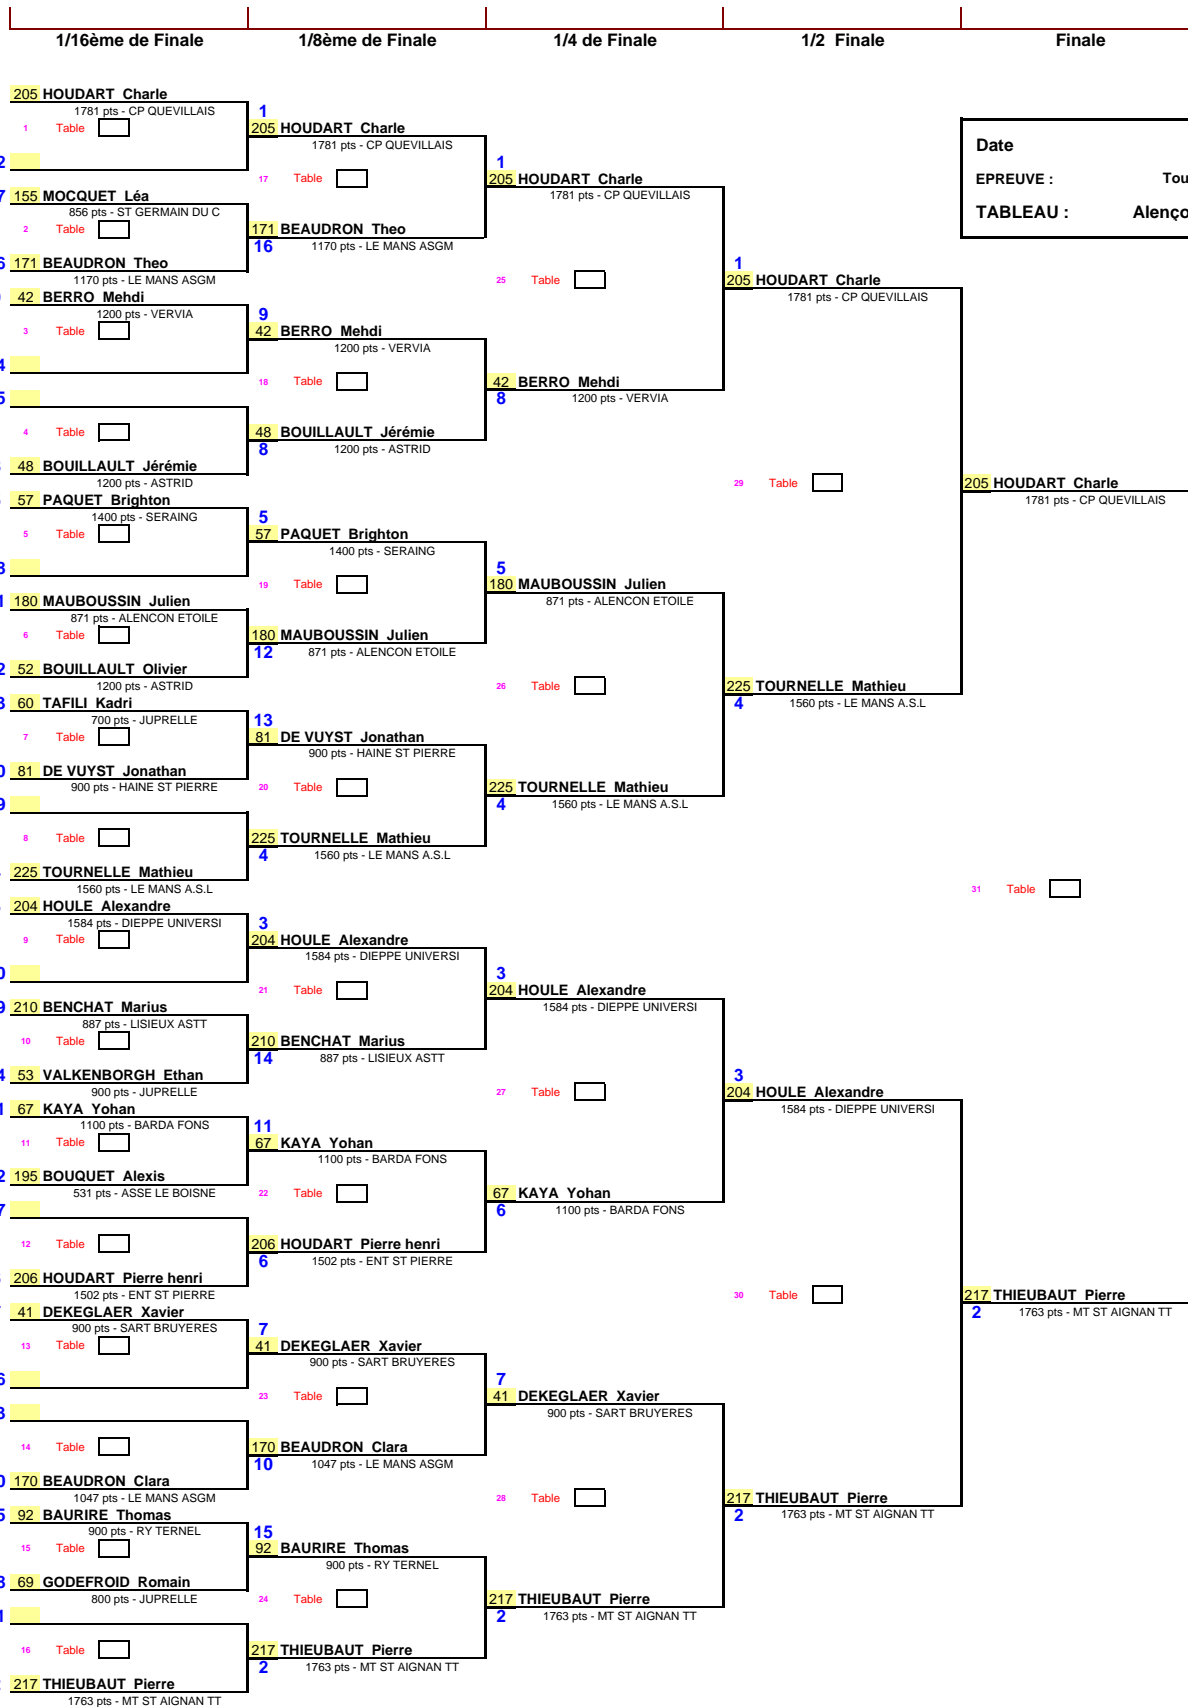 1/16ème de Finale
1/8ème de Finale
1/4 de Finale
1/2 Finale
Finale
Date
EPREUVE : Tou
TABLEAU : Alenço
205 HOUDART Charle
1781 pts - CP QUEVILLAIS
1 Table
2
7 155 MOCQUET Léa
856 pts - ST GERMAIN DU C
2 Table
6 171 BEAUDRON Theo
1170 pts - LE MANS ASGM
42 BERRO Mehdi
1200 pts - VERVIA
3 Table
4
5
4 Table
48 BOUILLAULT Jérémie
1200 pts - ASTRID
57 PAQUET Brighton
1400 pts - SERAING
5 Table
3
1 180 MAUBOUSSIN Julien
871 pts - ALENCON ETOILE
6 Table
2 52 BOUILLAULT Olivier
1200 pts - ASTRID
3 60 TAFILI Kadri
700 pts - JUPRELLE
7 Table
0 81 DE VUYST Jonathan
900 pts - HAINE ST PIERRE
9
8 Table
225 TOURNELLE Mathieu
1560 pts - LE MANS A.S.L
204 HOULE Alexandre
1584 pts - DIEPPE UNIVERSI
9 Table
0
9 210 BENCHAT Marius
887 pts - LISIEUX ASTT
10 Table
4 53 VALKENBORGH Ethan
900 pts - JUPRELLE
1 67 KAYA Yohan
1100 pts - BARDA FONS
11 Table
2 195 BOUQUET Alexis
531 pts - ASSE LE BOISNE
7
12 Table
206 HOUDART Pierre henri
1502 pts - ENT ST PIERRE
41 DEKEGLAER Xavier
900 pts - SART BRUYERES
13 Table
6
3
14 Table
0 170 BEAUDRON Clara
1047 pts - LE MANS ASGM
5 92 BAURIRE Thomas
900 pts - RY TERNEL
15 Table
8 69 GODEFROID Romain
800 pts - JUPRELLE
1
16 Table
217 THIEUBAUT Pierre
1763 pts - MT ST AIGNAN TT
1
205 HOUDART Charle
1781 pts - CP QUEVILLAIS
17 Table
171 BEAUDRON Theo
16 1170 pts - LE MANS ASGM
9
42 BERRO Mehdi
1200 pts - VERVIA
18 Table
48 BOUILLAULT Jérémie
8 1200 pts - ASTRID
5
57 PAQUET Brighton
1400 pts - SERAING
19 Table
180 MAUBOUSSIN Julien
12 871 pts - ALENCON ETOILE
13
81 DE VUYST Jonathan
900 pts - HAINE ST PIERRE
20 Table
225 TOURNELLE Mathieu
4 1560 pts - LE MANS A.S.L
3
204 HOULE Alexandre
1584 pts - DIEPPE UNIVERSI
21 Table
210 BENCHAT Marius
14 887 pts - LISIEUX ASTT
11
67 KAYA Yohan
1100 pts - BARDA FONS
22 Table
206 HOUDART Pierre henri
6 1502 pts - ENT ST PIERRE
7
41 DEKEGLAER Xavier
900 pts - SART BRUYERES
23 Table
170 BEAUDRON Clara
10 1047 pts - LE MANS ASGM
15
92 BAURIRE Thomas
900 pts - RY TERNEL
24 Table
217 THIEUBAUT Pierre
2 1763 pts - MT ST AIGNAN TT
1
205 HOUDART Charle
1781 pts - CP QUEVILLAIS
25 Table
42 BERRO Mehdi
8 1200 pts - VERVIA
5
180 MAUBOUSSIN Julien
871 pts - ALENCON ETOILE
26 Table
225 TOURNELLE Mathieu
4 1560 pts - LE MANS A.S.L
3
204 HOULE Alexandre
1584 pts - DIEPPE UNIVERSI
27 Table
67 KAYA Yohan
6 1100 pts - BARDA FONS
7
41 DEKEGLAER Xavier
900 pts - SART BRUYERES
28 Table
217 THIEUBAUT Pierre
2 1763 pts - MT ST AIGNAN TT
1
205 HOUDART Charle
1781 pts - CP QUEVILLAIS
29 Table
225 TOURNELLE Mathieu
4 1560 pts - LE MANS A.S.L
3
204 HOULE Alexandre
1584 pts - DIEPPE UNIVERSI
30 Table
217 THIEUBAUT Pierre
2 1763 pts - MT ST AIGNAN TT
205 HOUDART Charle
1781 pts - CP QUEVILLAIS
31 Table
217 THIEUBAUT Pierre
2 1763 pts - MT ST AIGNAN TT